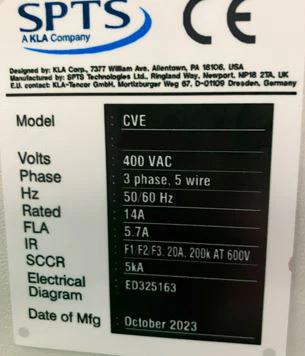 SPTS
A KLA Company
CE
Designed by: KLA Corp., 7377 William Ave, Allentown, PA 18106, USA
Manufactured by: SPTS Technologies Ltd., Ringland Way, Newport, NP18 2TA, UK
E.U. contact: KLA-Tencor GmbH, Mortizburger Weg 67, D-01109 Dresden, Germany
Model : CVE
Volts : 400 VAC
Phase : 3 phase, 5 wire
Hz : 50/60 Hz
Rated : 14A
FLA : 5.7A
IR : F1/F2/F3: 20A, 200k AT 600V
SCCR : 5kA
Electrical : ED325163
Diagram
Date of Mfg : October 2023